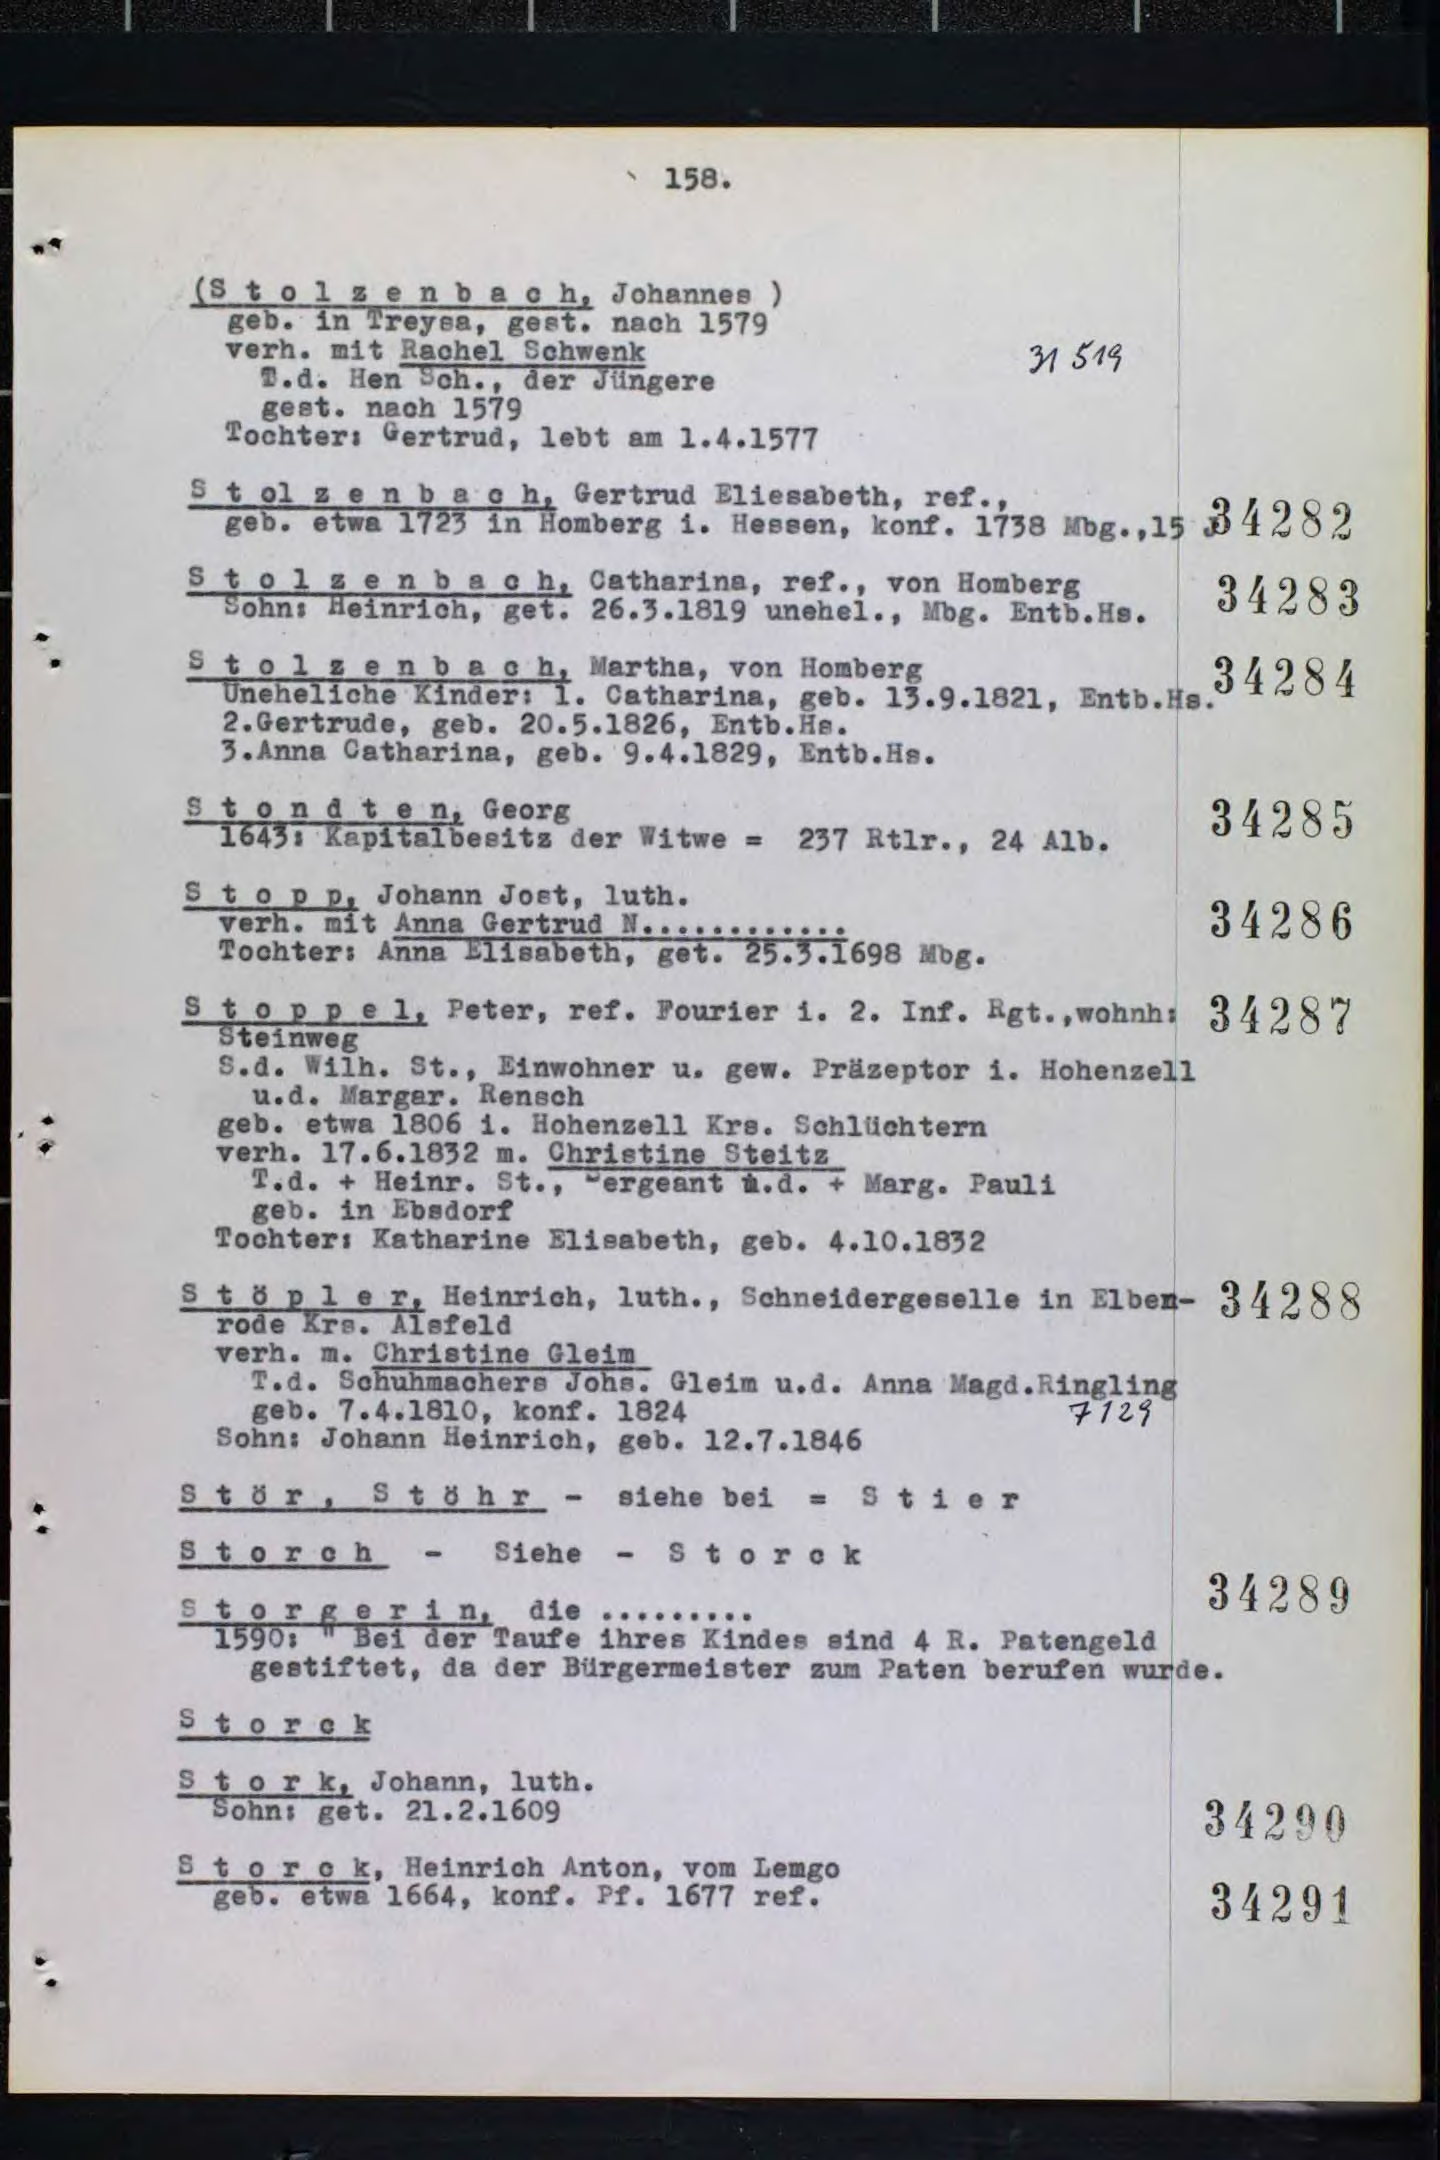 158.
(S t o l z e n b a c h, Johannes )
geb. in Treysa, gest. nach 1579
verh. mit Rachel Schwenk
31 519
T.d. Hen Sch., der Jüngere
gest. nach 1579
Tochter: Gertrud, lebt am 1.4.1577
S t ol z e n b a c h, Gertrud Eliesabeth, ref.,
geb. etwa 1723 in Homberg i. Hessen, konf. 1738 Mbg.,15 J
34282
S t o l z e n b a c h, Catharina, ref., von Homberg
34283
Sohn: Heinrich, get. 26.3.1819 unehel., Mbg. Entb.Hs.
S t o l z e n b a c h, Martha, von Homberg
34284
Uneheliche Kinder: 1. Catharina, geb. 13.9.1821, Entb.Hs.
2.Gertrude, geb. 20.5.1826, Entb.Hs.
3.Anna Catharina, geb. 9.4.1829, Entb.Hs.
S t o n d t e n, Georg
34285
1643: Kapitalbesitz der Witwe = 237 Rtlr., 24 Alb.
S t o p p, Johann Jost, luth.
34286
verh. mit Anna Gertrud N............
Tochter: Anna Elisabeth, get. 25.3.1698 Mbg.
S t o p p e l, Peter, ref. Fourier i. 2. Inf. Rgt.,wohnh:
34287
Steinweg
S.d. Wilh. St., Einwohner u. gew. Präzeptor i. Hohenzell
u.d. Margar. Rensch
geb. etwa 1806 i. Hohenzell Krs. Schlüchtern
verh. 17.6.1832 m. Christine Steitz
T.d. + Heinr. St., Sergeant u.d. + Marg. Pauli
geb. in Ebsdorf
Tochter: Katharine Elisabeth, geb. 4.10.1832
S t ö p l e r, Heinrich, luth., Schneidergeselle in Elben-
34288
rode Krs. Alsfeld
verh. m. Christine Gleim
T.d. Schuhmachers Johs. Gleim u.d. Anna Magd.Ringling
geb. 7.4.1810, konf. 1824
7129
Sohn: Johann Heinrich, geb. 12.7.1846
S t ö r , S t ö h r - siehe bei = S t i e r
S t o r c h - Siehe - S t o r c k
34289
S t o r g e r i n, die .........
1590: " Bei der Taufe ihres Kindes sind 4 R. Patengeld
gestiftet, da der Bürgermeister zum Paten berufen wurde.
S t o r c k
S t o r k, Johann, luth.
Sohn: get. 21.2.1609
34290
S t o r c k, Heinrich Anton, vom Lemgo
geb. etwa 1664, konf. Pf. 1677 ref.
34291